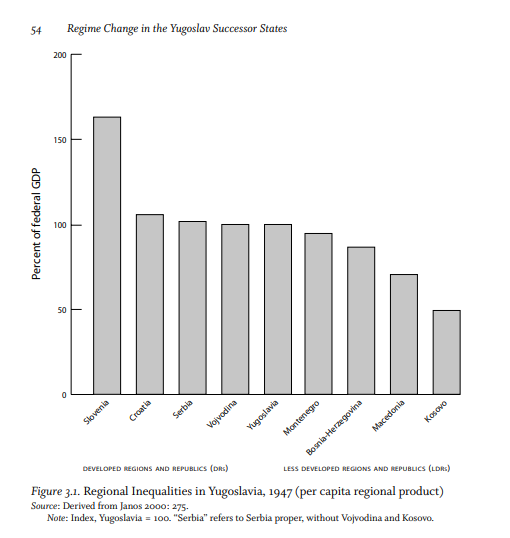 54 Regime Change in the Yugoslav Successor States
200
150
100
50
0
Percent of federal GDP
Slovenia
Croatia
Serbia
Vojvodina
Yugoslavia
Montenegro
Bosnia-Herzegovina
Macedonia
Kosovo
DEVELOPED REGIONS AND REPUBLICS (DRs)
LESS DEVELOPED REGIONS AND REPUBLICS (LDRs)
Figure 3.1. Regional Inequalities in Yugoslavia, 1947 (per capita regional product)
Source: Derived from Janos 2000: 275.
Note: Index, Yugoslavia = 100. “Serbia” refers to Serbia proper, without Vojvodina and Kosovo.